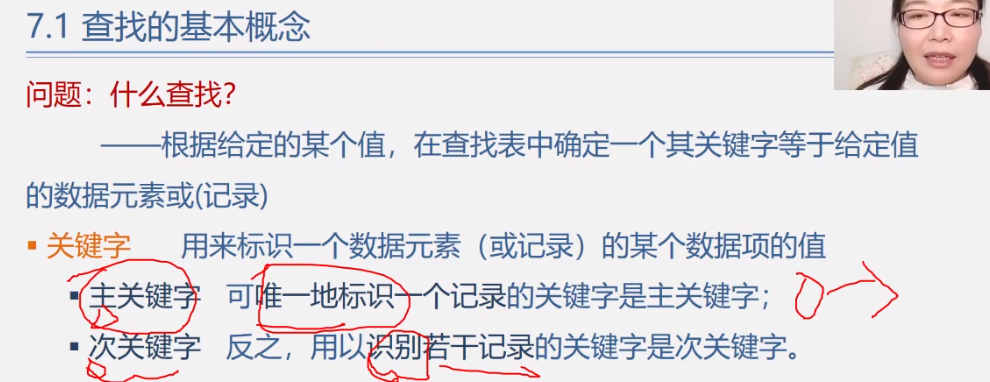 7.1 查找的基本概念
问题：什么查找？
——根据给定的某个值，在查找表中确定一个其关键字等于给定值
的数据元素或(记录)
▪ 关键字 用来标识一个数据元素（或记录）的某个数据项的值
▪ 主关键字 可唯一地标识一个记录的关键字是主关键字；
▪ 次关键字 反之，用以识别若干记录的关键字是次关键字。